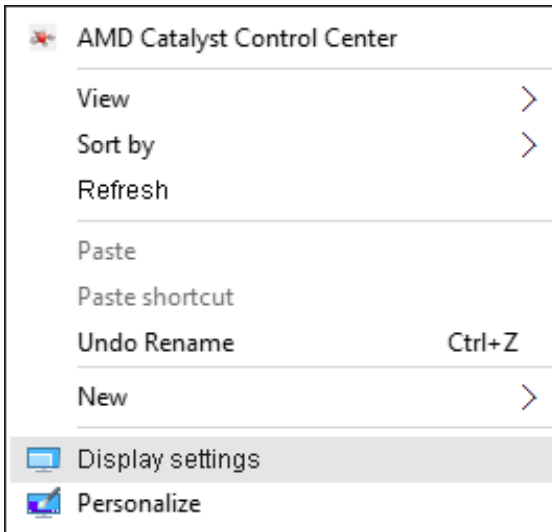 AMD Catalyst Control Center
View
Sort by
Refresh
Paste
Paste shortcut
Undo Rename Ctrl+Z
New
Display settings
Personalize